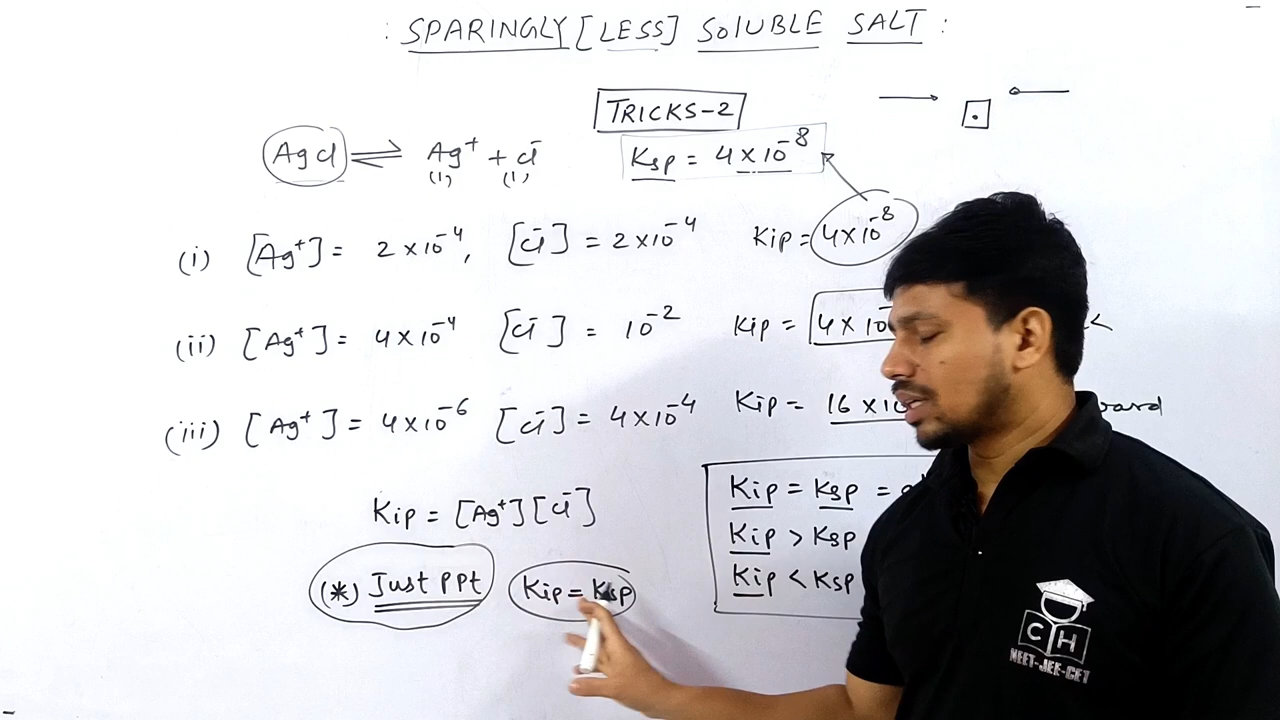 : SPARINGLY [LESS] SOLUBLE SALT :
TRICKS-2
AgCl ⇌ Ag⁺ + Cl⁻ Ksp = 4×10⁻⁸
(1) (1)
(i) [Ag⁺] = 2×10⁻⁴, [Cl⁻] = 2×10⁻⁴ Kip = 4×10⁻⁸
(ii) [Ag⁺] = 4×10⁻⁴ [Cl⁻] = 10⁻² Kip = 4×10
(iii) [Ag⁺] = 4×10⁻⁶ [Cl⁻] = 4×10⁻⁴ Kip = 16×10
Kip = [Ag⁺][Cl⁻]
(*) Just PPt Kip = Ksp
Kip = Ksp =
Kip > Ksp
Kip < Ksp
CH
NEET-JEE-CET